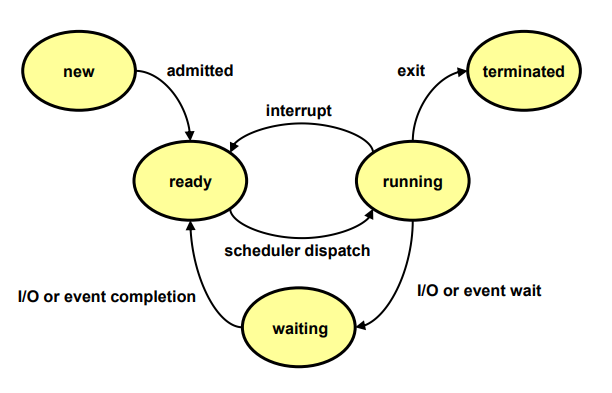 new
admitted
exit
terminated
interrupt
ready
running
scheduler dispatch
I/O or event completion
I/O or event wait
waiting